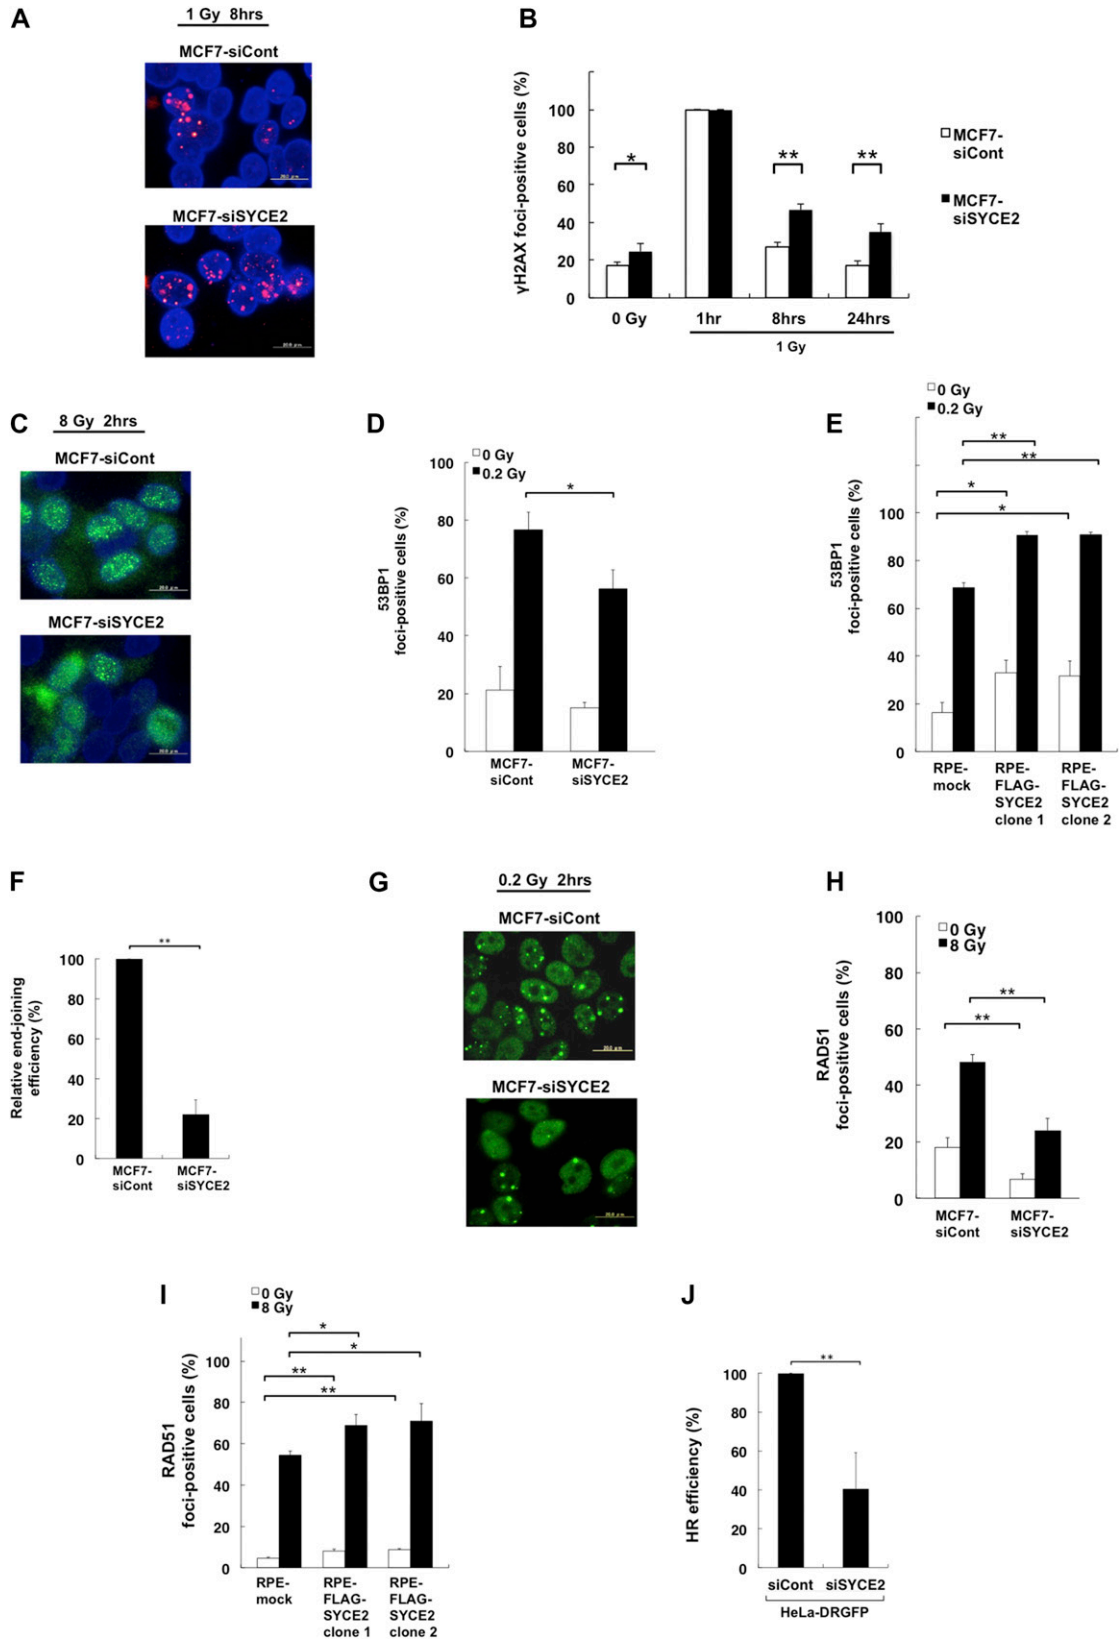 A
1 Gy 8hrs
MCF7-siCont
MCF7-siSYCE2
B
γH2AX foci-positive cells (%)
100
80
60
40
20
0
*
**
**
0 Gy
1hr
8hrs
24hrs
1 Gy
MCF7-
siCont
MCF7-
siSYCE2
C
8 Gy 2hrs
MCF7-siCont
MCF7-siSYCE2
D
0 Gy
0.2 Gy
53BP1
foci-positive cells (%)
100
80
60
40
20
0
*
MCF7-
siCont
MCF7-
siSYCE2
E
0 Gy
0.2 Gy
53BP1
foci-positive cells (%)
**
**
*
*
100
80
60
40
20
0
RPE-
mock
RPE-
FLAG-
SYCE2
clone 1
RPE-
FLAG-
SYCE2
clone 2
F
Relative end-joining
efficiency (%)
**
100
80
60
40
20
0
MCF7-
siCont
MCF7-
siSYCE2
G
0.2 Gy 2hrs
MCF7-siCont
MCF7-siSYCE2
H
0 Gy
8 Gy
RAD51
foci-positive cells (%)
100
80
60
40
20
0
**
**
MCF7-
siCont
MCF7-
siSYCE2
I
0 Gy
8 Gy
RAD51
foci-positive cells (%)
*
*
**
**
100
80
60
40
20
0
RPE-
mock
RPE-
FLAG-
SYCE2
clone 1
RPE-
FLAG-
SYCE2
clone 2
J
HR efficiency (%)
**
100
80
60
40
20
0
siCont
siSYCE2
HeLa-DRGFP